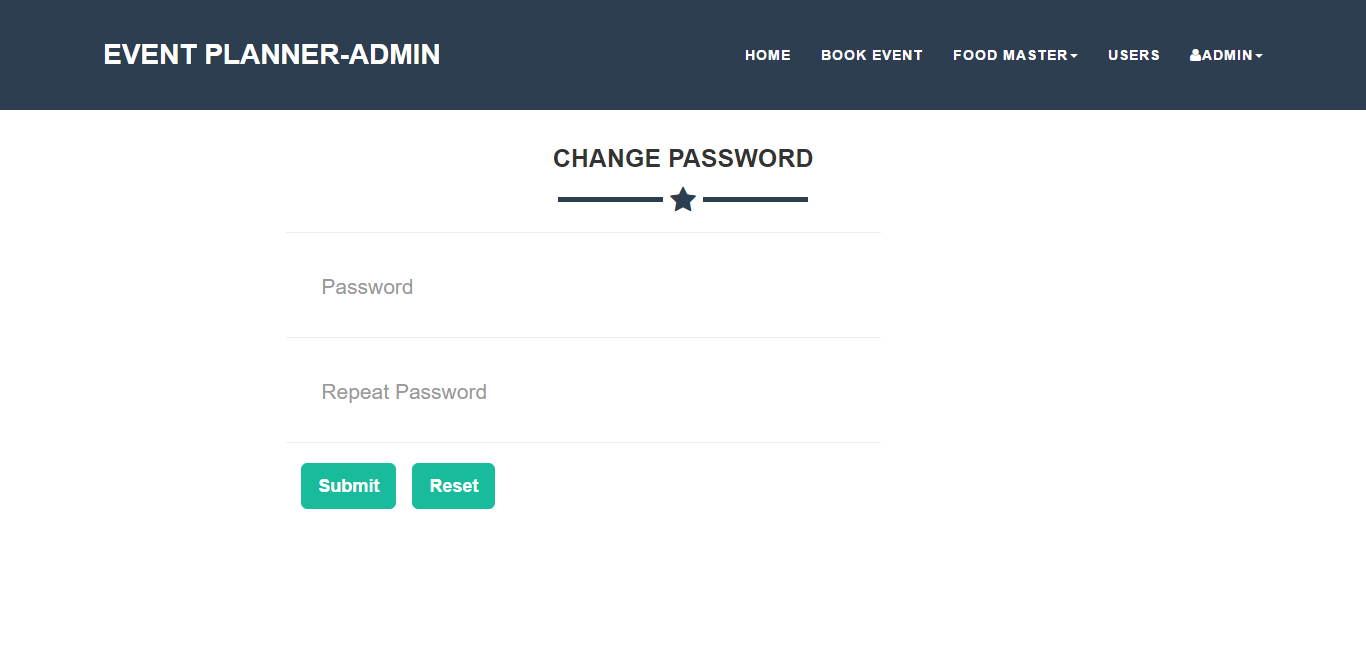 EVENT PLANNER-ADMIN
HOME BOOK EVENT FOOD MASTER USERS ADMIN
CHANGE PASSWORD
Password
Repeat Password
Submit Reset